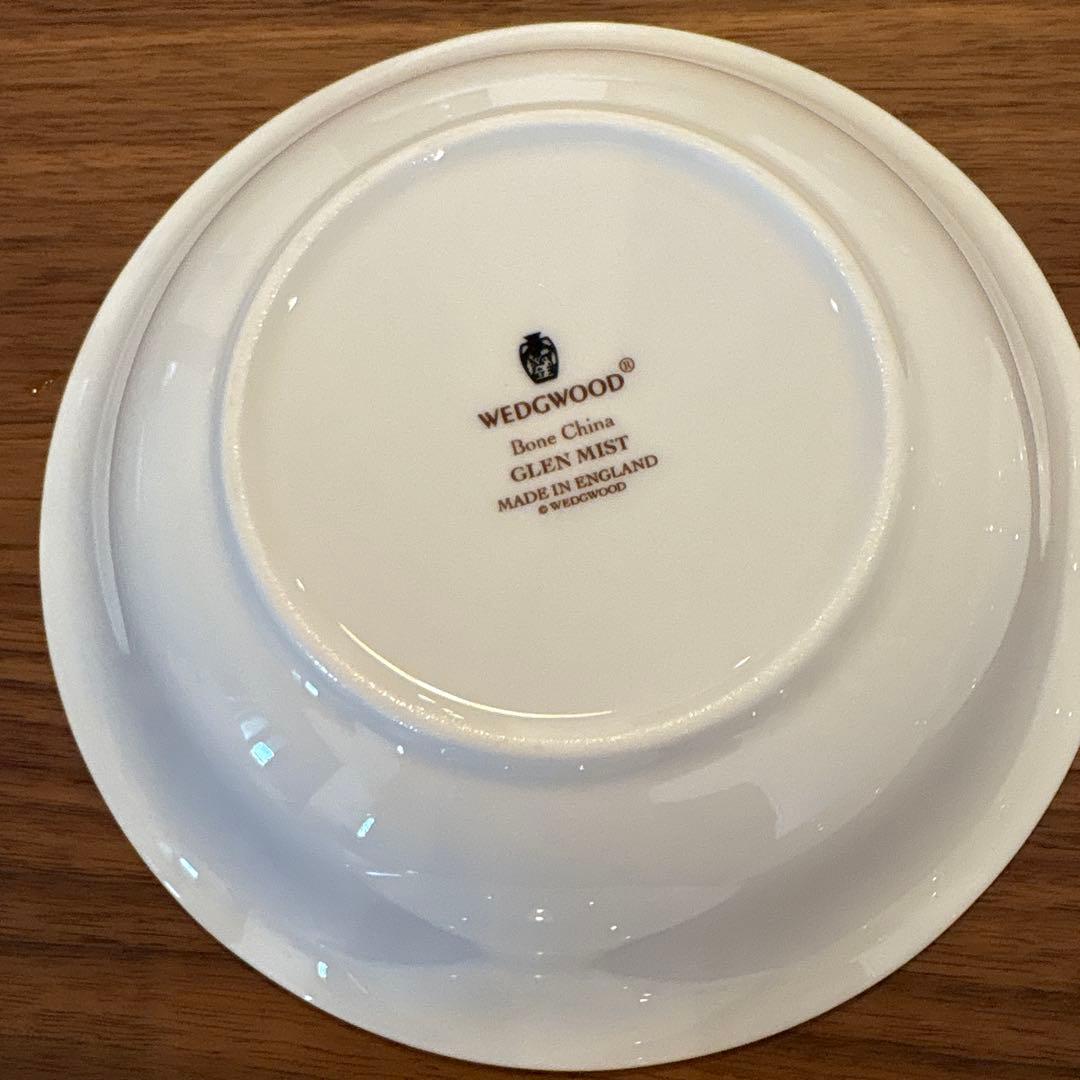 WEDGWOOD®
Bone China
GLEN MIST
MADE IN ENGLAND
© WEDGWOOD